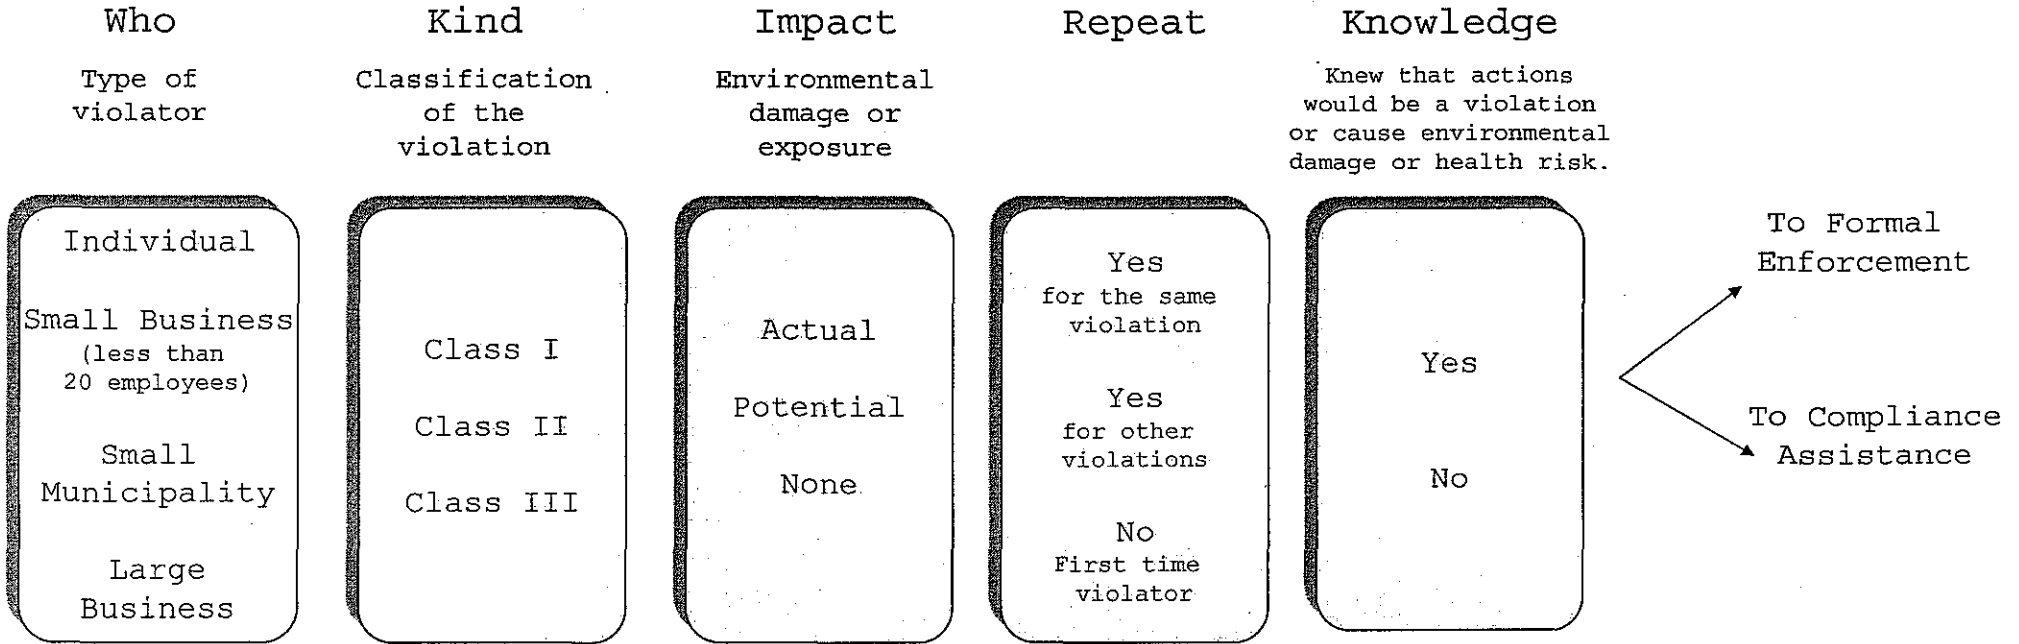 Who
Type of
violator
Individual
Small Business
(less than
20 employees)
Small
Municipality
Large
Business
Kind
Classification
of the
violation
Class I
Class II
Class III
Impact
Environmental
damage or
exposure
Actual
Potential
None
Repeat
Yes
for the same
violation
Yes
for other
violations
No
First time
violator
Knowledge
Knew that actions
would be a violation
or cause environmental
damage or health risk.
Yes
No
To Formal
Enforcement
To Compliance
Assistance